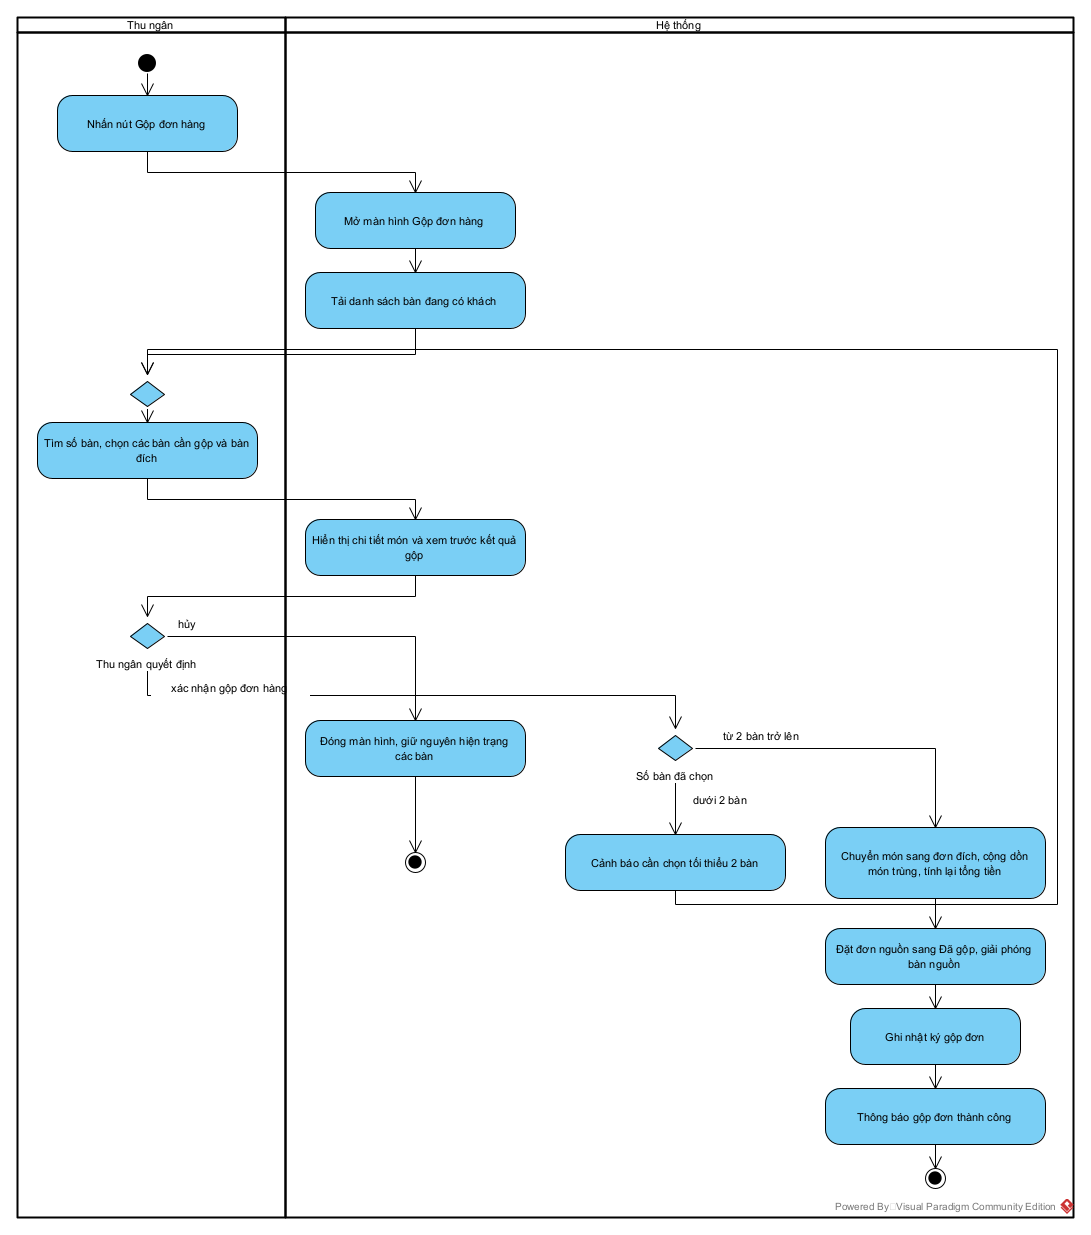 Thu ngân
Hệ thống
Nhấn nút Gộp đơn hàng
Mở màn hình Gộp đơn hàng
Tải danh sách bàn đang có khách
Tìm số bàn, chọn các bàn cần gộp và bàn
đích
Hiển thị chi tiết món và xem trước kết quả
gộp
hủy
Thu ngân quyết định
xác nhận gộp đơn hàng
Đóng màn hình, giữ nguyên hiện trạng
các bàn
từ 2 bàn trở lên
Số bàn đã chọn
dưới 2 bàn
Cảnh báo cần chọn tối thiểu 2 bàn
Chuyển món sang đơn đích, cộng dồn
món trùng, tính lại tổng tiền
Đặt đơn nguồn sang Đã gộp, giải phóng
bàn nguồn
Ghi nhật ký gộp đơn
Thông báo gộp đơn thành công
Powered By Visual Paradigm Community Edition